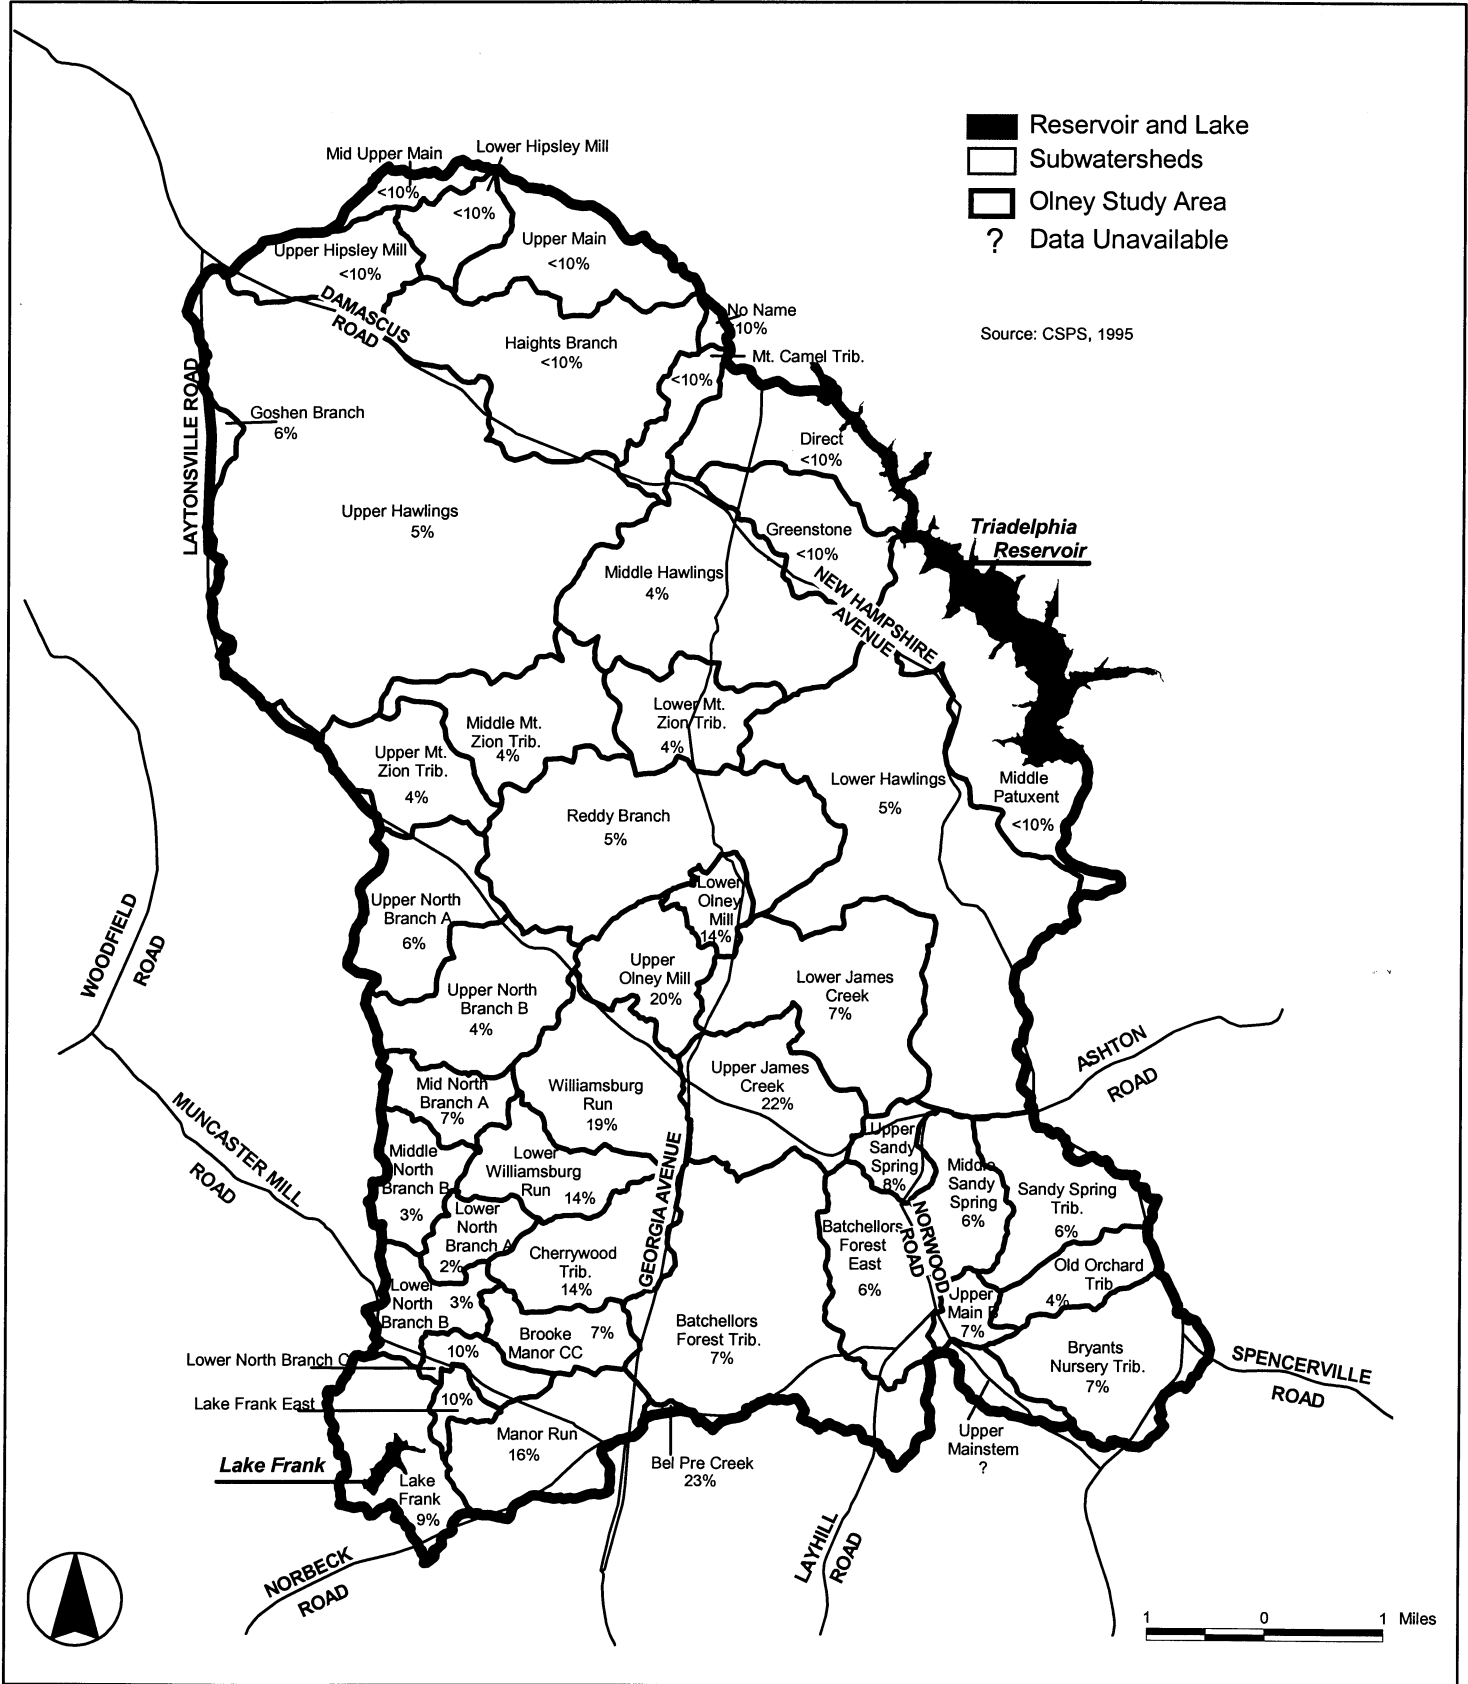 Reservoir and Lake
Subwatersheds
Olney Study Area
? Data Unavailable
Source: CSPS, 1995
Mid Upper Main
<10%
Lower Hipsley Mill
<10%
Upper Hipsley Mill
<10%
Upper Main
<10%
DAMASCUS
ROAD
No Name
10%
Haights Branch
<10%
Mt. Camel Trib.
<10%
LAYTONSVILLE ROAD
Goshen Branch
6%
Direct
<10%
Upper Hawlings
5%
Greenstone
<10%
Triadelphia
Reservoir
Middle Hawlings
4%
NEW HAMPSHIRE
AVENUE
Lower Mt.
Zion Trib.
4%
Middle Mt.
Zion Trib.
4%
Upper Mt.
Zion Trib.
4%
Lower Hawlings
5%
Middle
Patuxent
<10%
Reddy Branch
5%
Lower
Olney
Mill
14%
Upper North
Branch A
6%
WOODFIELD
ROAD
Upper
Olney Mill
20%
Lower James
Creek
7%
Upper North
Branch B
4%
ASHTON
ROAD
Upper James
Creek
22%
Mid North
Branch A
7%
Williamsburg
Run
19%
MUNCASTER MILL
ROAD
Upper
Sandy
Spring
8%
Middle
North
Branch B
3%
Lower
Williamsburg
Run 14%
GEORGIA AVENUE
Middle
Sandy
Spring
6%
Sandy Spring
Trib.
6%
Lower
North
Branch A
2%
NORWOOD
ROAD
Batchellors
Forest
East
6%
Cherrywood
Trib.
14%
Old Orchard
Trib
4%
Lower
North
Branch B
3%
Jpper
Main B
7%
Brooke
Manor CC
7%
Batchellors
Forest Trib.
7%
Bryants
Nursery Trib.
7%
Lower North Branch C
10%
SPENCERVILLE
ROAD
Lake Frank East
10%
Manor Run
16%
Upper
Mainstem
?
Bel Pre Creek
23%
Lake Frank
Lake
Frank
9%
LAYHILL
ROAD
NORBECK
ROAD
1 0 1 Miles